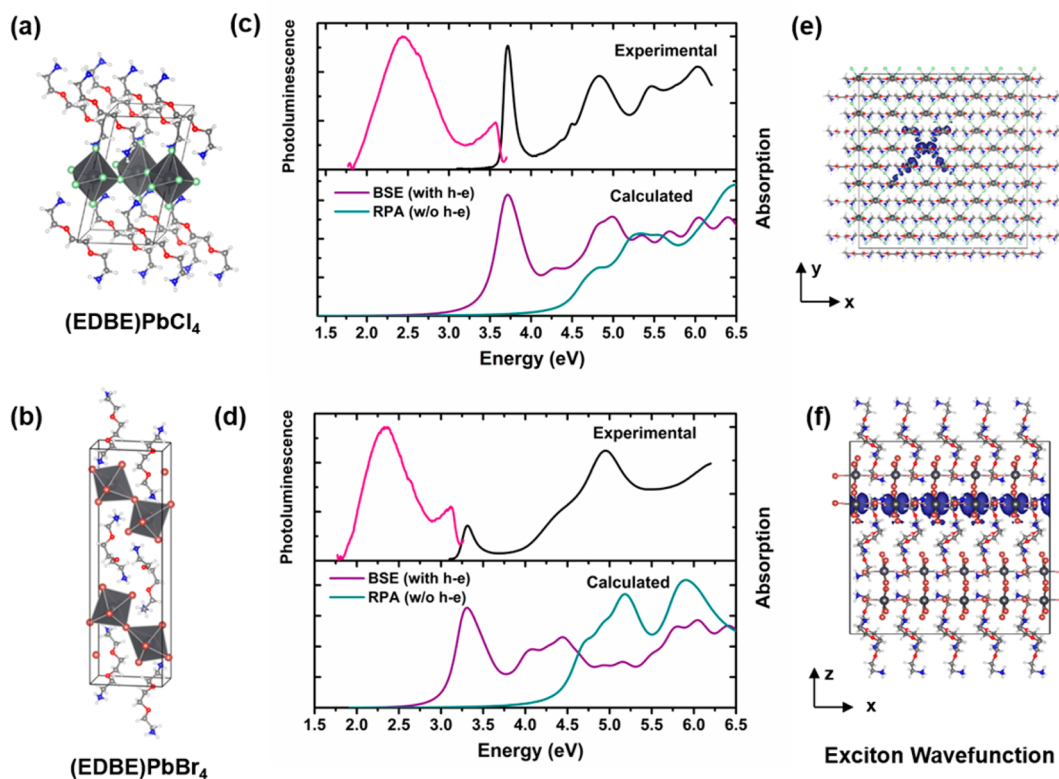 (a)
(EDBE)PbCl₄
(b)
(EDBE)PbBr₄
(c)
Photoluminescence
Experimental
BSE (with h-e)
RPA (w/o h-e)
Calculated
Absorption
1.5 2.0 2.5 3.0 3.5 4.0 4.5 5.0 5.5 6.0 6.5
Energy (eV)
(d)
Photoluminescence
Experimental
BSE (with h-e)
RPA (w/o h-e)
Calculated
Absorption
1.5 2.0 2.5 3.0 3.5 4.0 4.5 5.0 5.5 6.0 6.5
Energy (eV)
(e)
y
x
(f)
z
x
Exciton Wavefunction